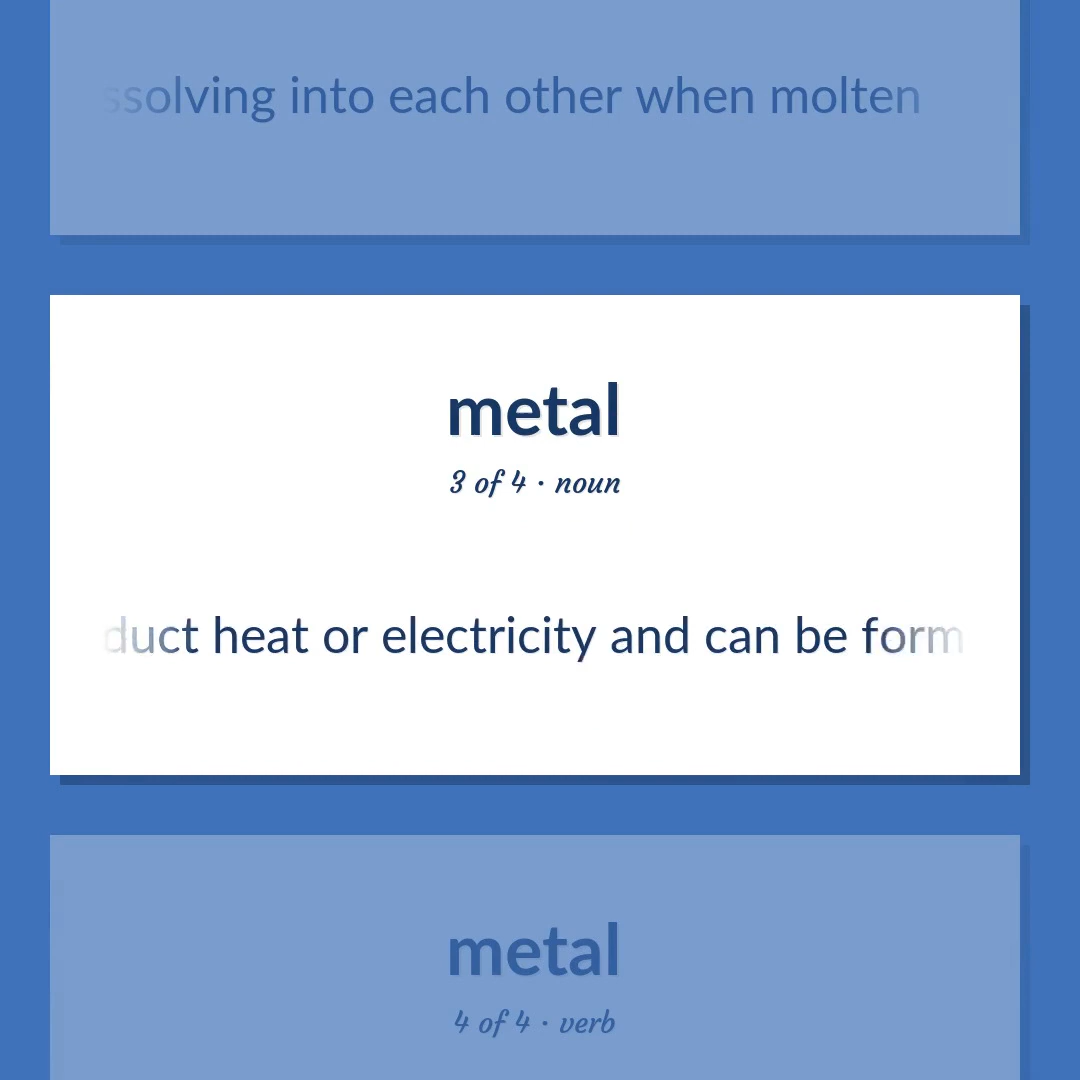 ssolving into each other when molten
metal
3 of 4 · noun
duct heat or electricity and can be form
metal
4 of 4 · verb